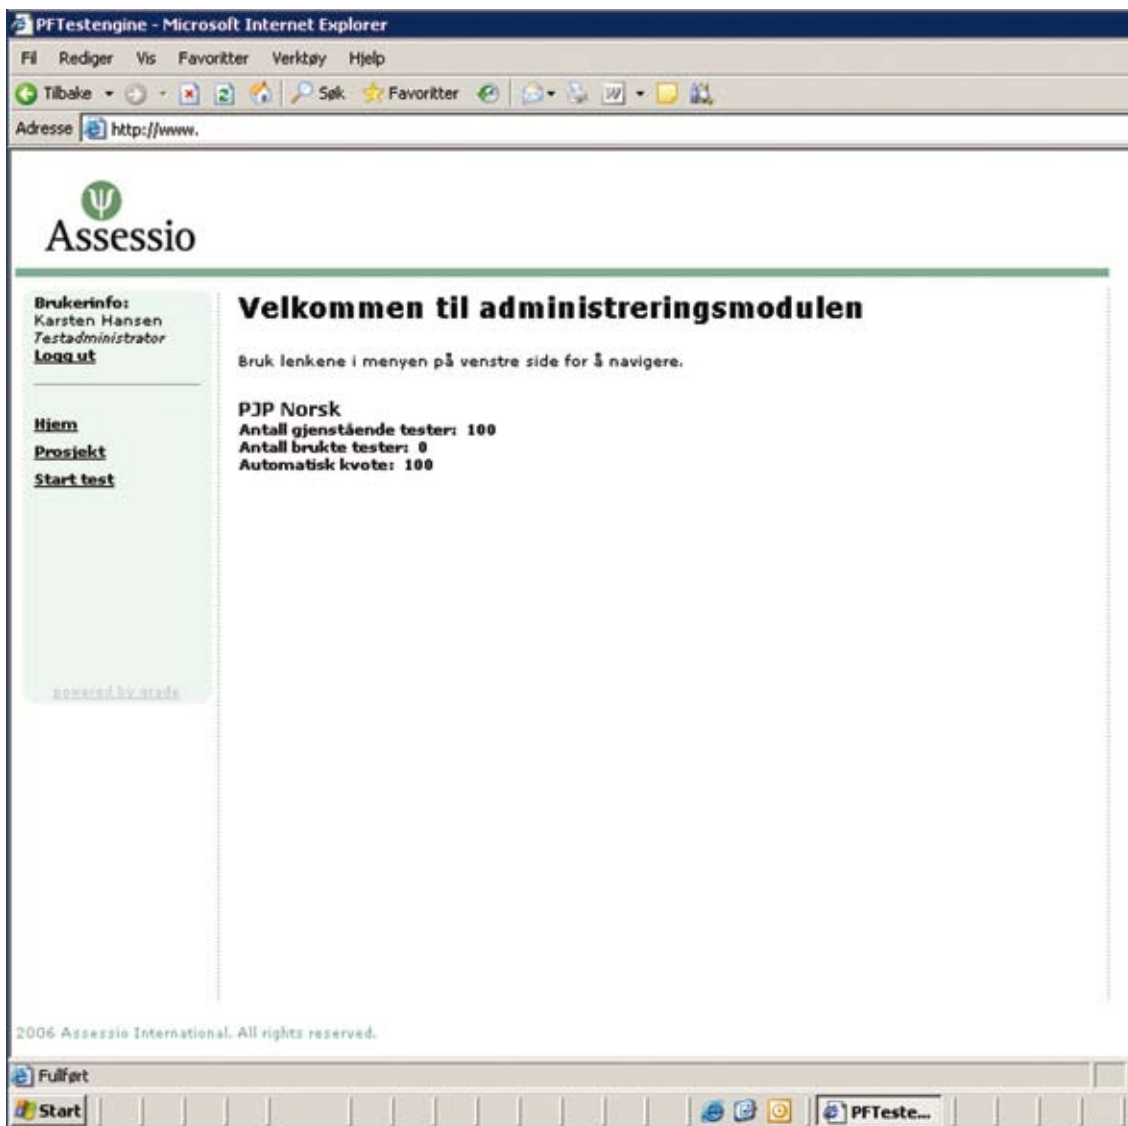 PFTestengine - Microsoft Internet Explorer
Fil Rediger Vis Favoritter Verktøy Hjelp
Tilbake Søk Favoritter
Adresse http://www.
Ψ
Assessio
Brukerinfo:
Karsten Hansen
Testadministrator
Logg ut
Hjem
Prosjekt
Start test
powered by grade
Velkommen til administreringsmodulen
Bruk lenkene i menyen på venstre side for å navigere.
PJP Norsk
Antall gjenstående tester: 100
Antall brukte tester: 0
Automatisk kvote: 100
2006 Assessio International. All rights reserved.
Fullført
Start PFTeste...